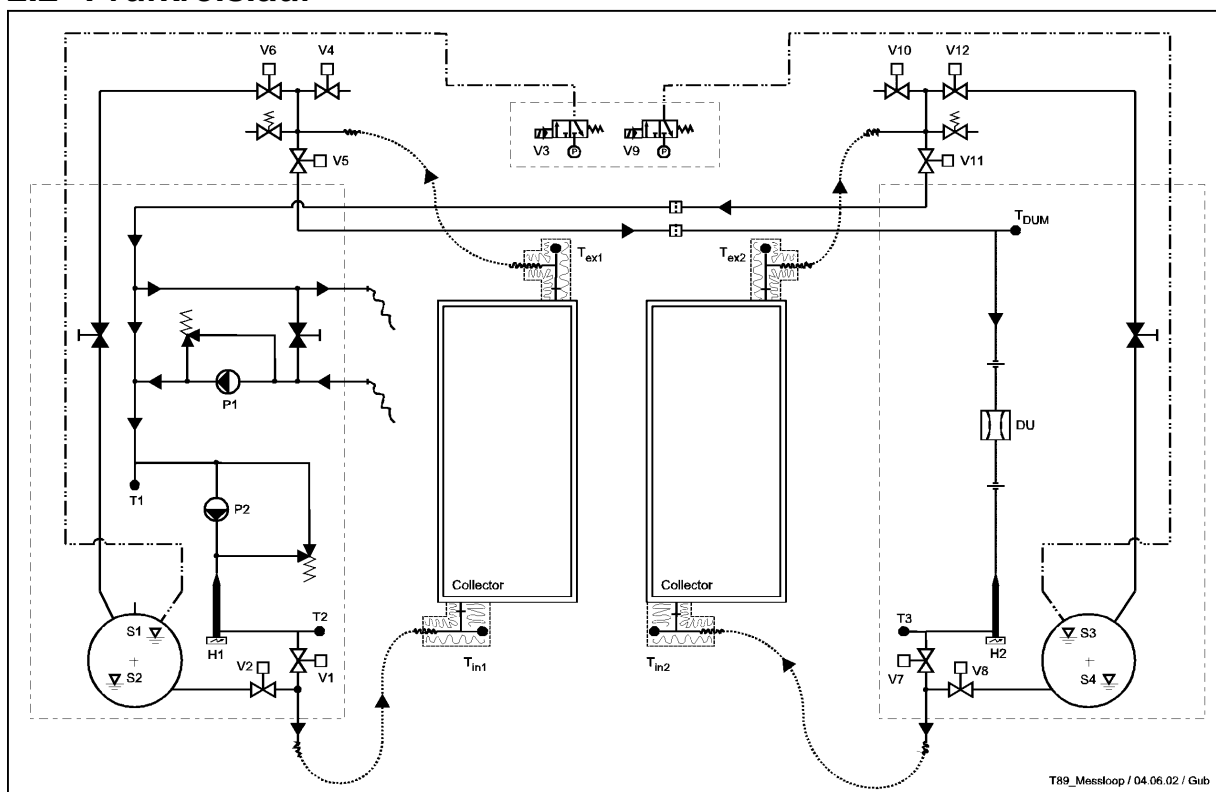 V6
V4
V10
V12
V3
P
V9
P
V5
V11
T_DUM
T_ex1
T_ex2
P1
DU
T1
P2
Collector
Collector
S1
S2
T2
H1
V2
V1
T_in1
T_in2
T3
H2
S3
S4
V7
V8
T89_Messloop / 04.06.02 / Gub